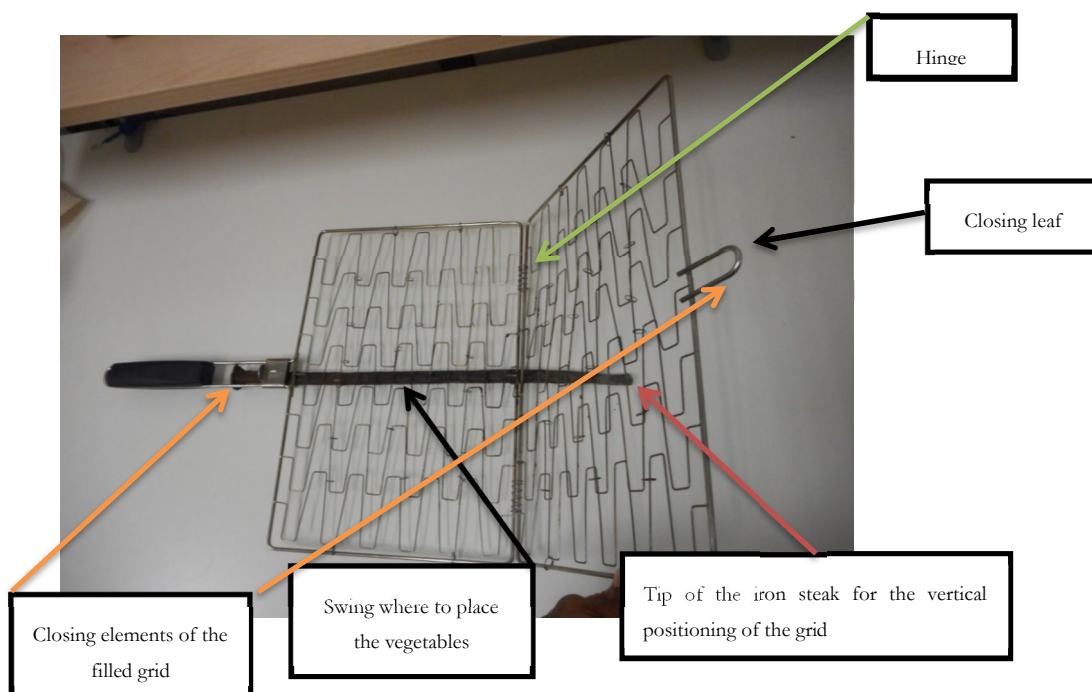 Hinge
Closing leaf
Closing elements of the
filled grid
Swing where to place
the vegetables
Tip of the iron steak for the vertical
positioning of the grid